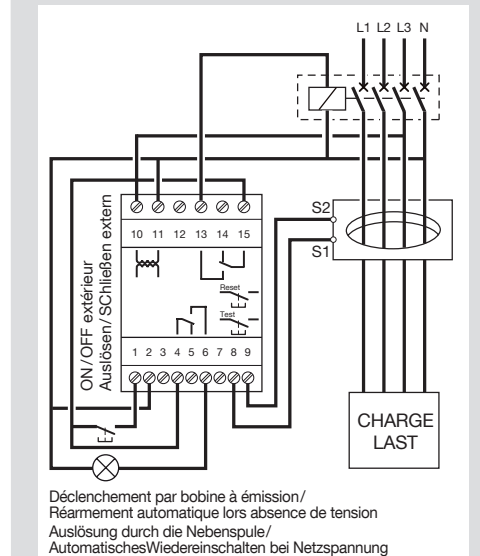 L1 L2 L3 N
S2
S1
10 11 12 13 14 15
ON/OFF extérieur
Auslösen/SChließen extern
Reset
Test
1 2 3 4 5 6 7 8 9
CHARGE
LAST
Déclenchement par bobine à émission/
Réarmement automatique lors absence de tension
Auslösung durch die Nebenspule/
AutomatischesWiedereinschalten bei Netzspannung